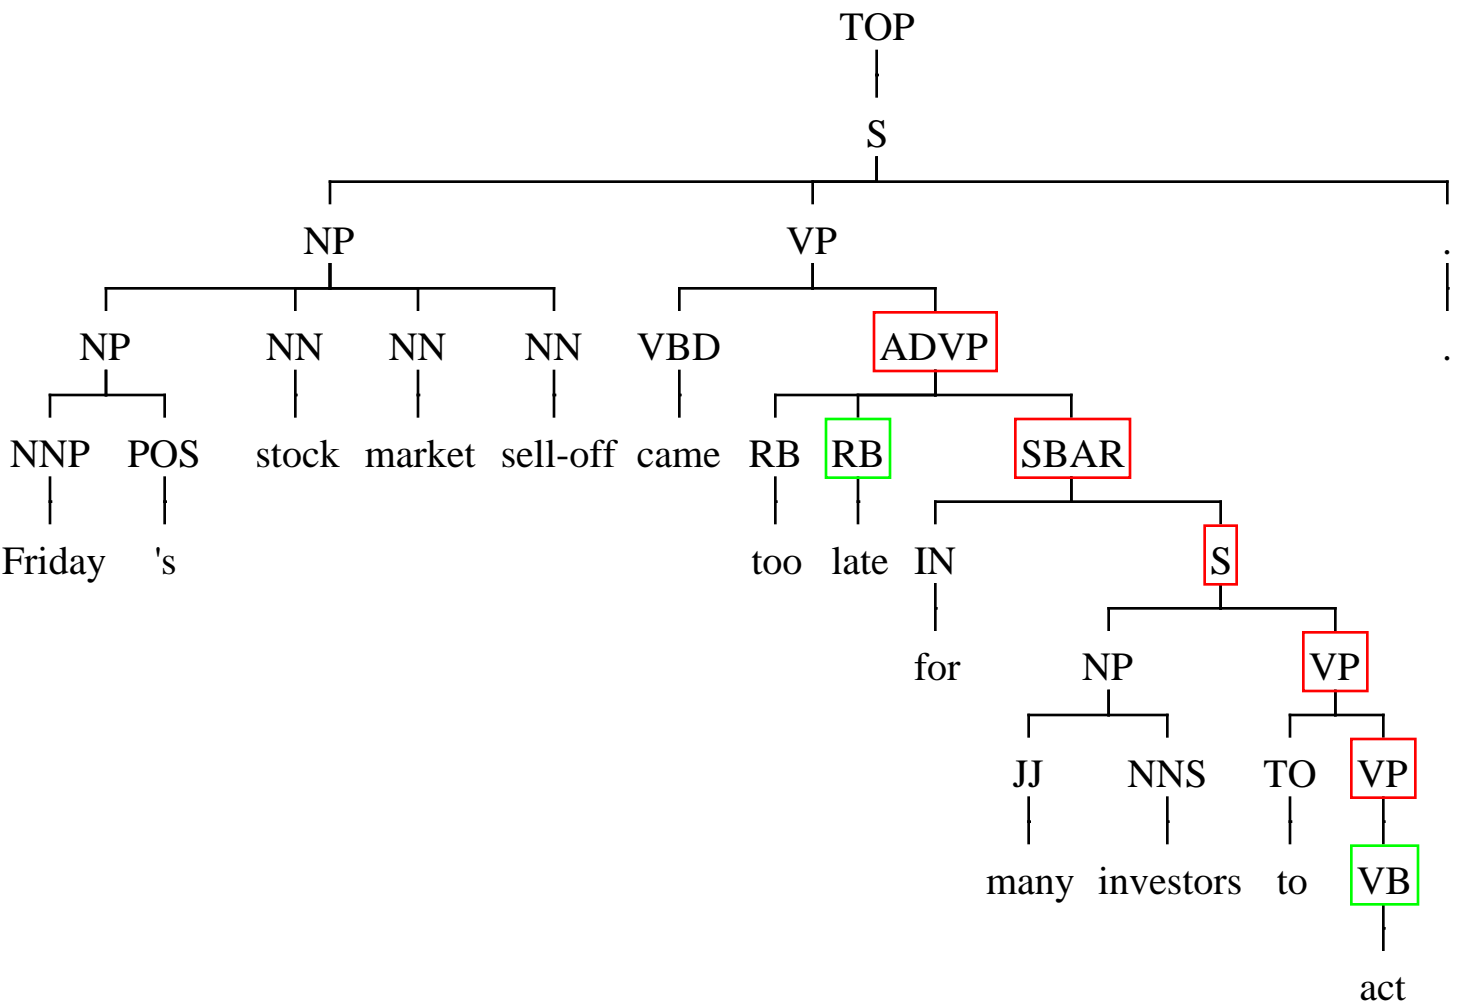 TOP
S
NP VP .
NP NN NN NN VBD ADVP .
NNP POS stock market sell-off came RB RB SBAR
Friday 's too late IN S
for NP VP
JJ NNS TO VP
many investors to VB
act